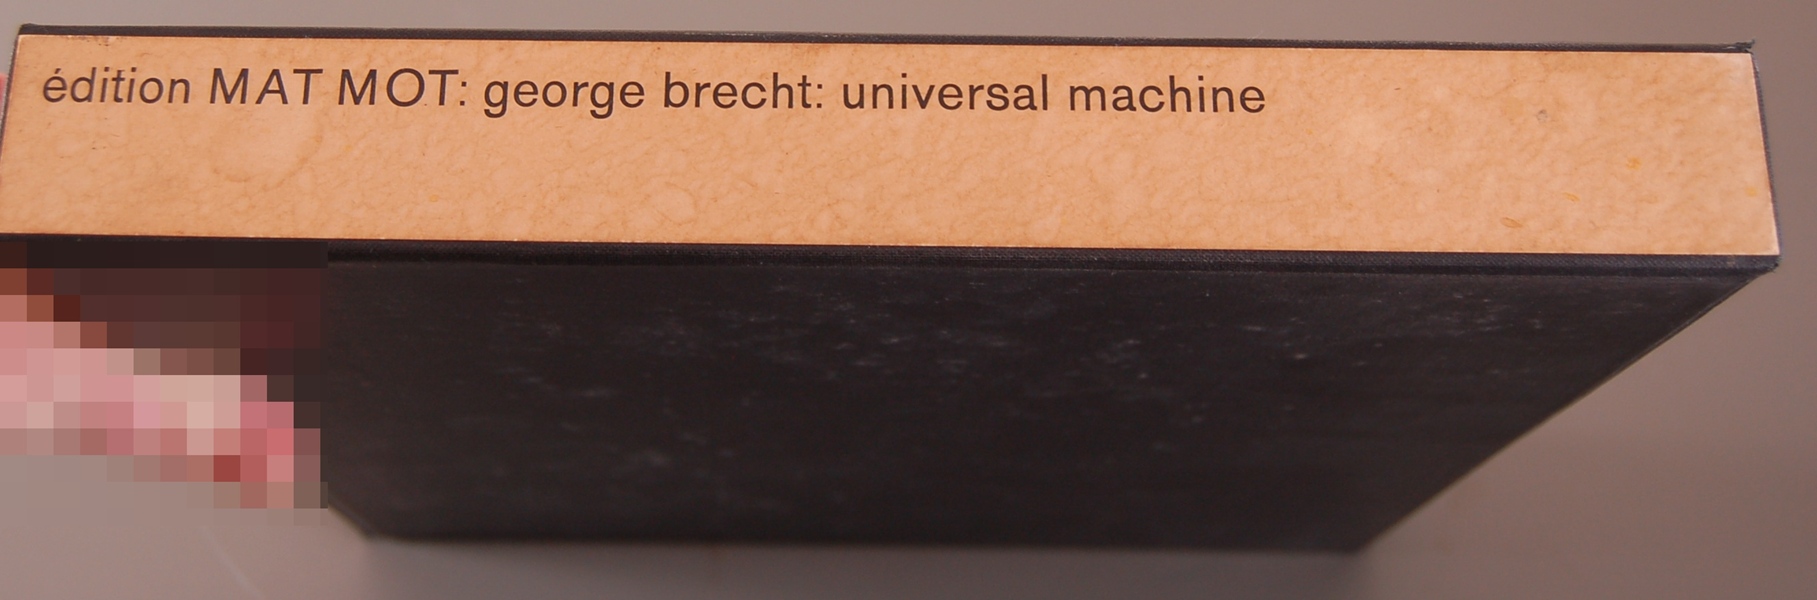 édition MAT MOT: george brecht: universal machine